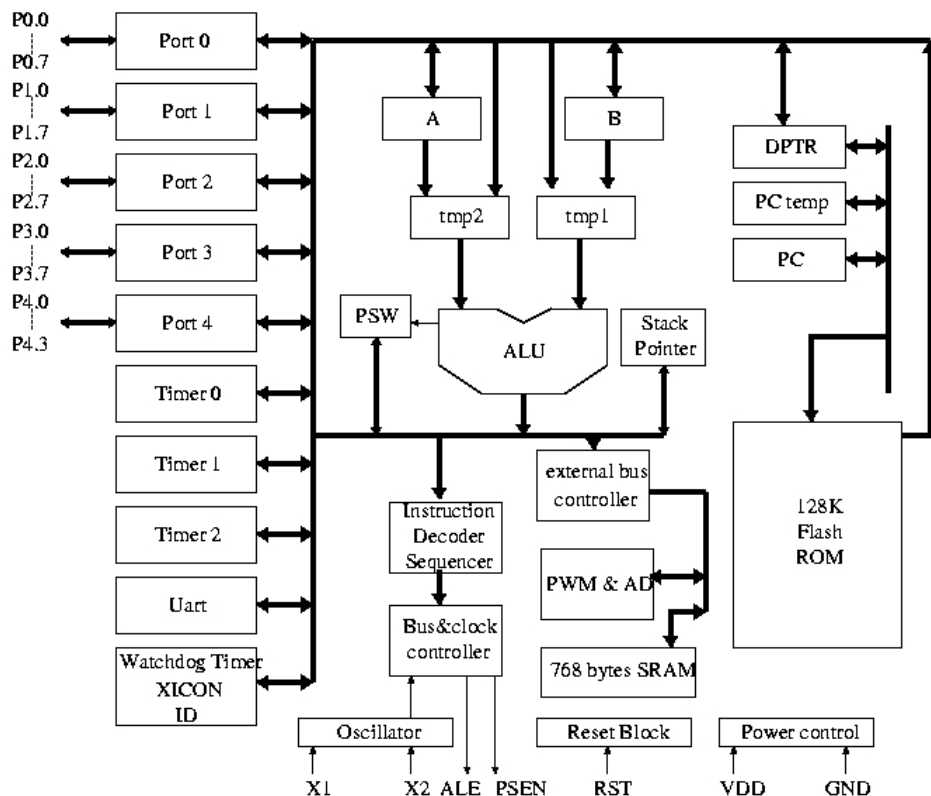 P0.0
P0.7
Port 0
P1.0
P1.7
Port 1
P2.0
P2.7
Port 2
P3.0
P3.7
Port 3
P4.0
P4.3
Port 4
Timer 0
Timer 1
Timer 2
Uart
Watchdog Timer
XICON
ID
A
B
tmp2
tmp1
PSW
ALU
Stack
Pointer
DPTR
PC temp
PC
Instruction
Decoder
Sequencer
Bus&clock
controller
external bus
controller
PWM & AD
768 bytes SRAM
128K
Flash
ROM
Oscillator
Reset Block
Power control
X1
X2
ALE
PSEN
RST
VDD
GND